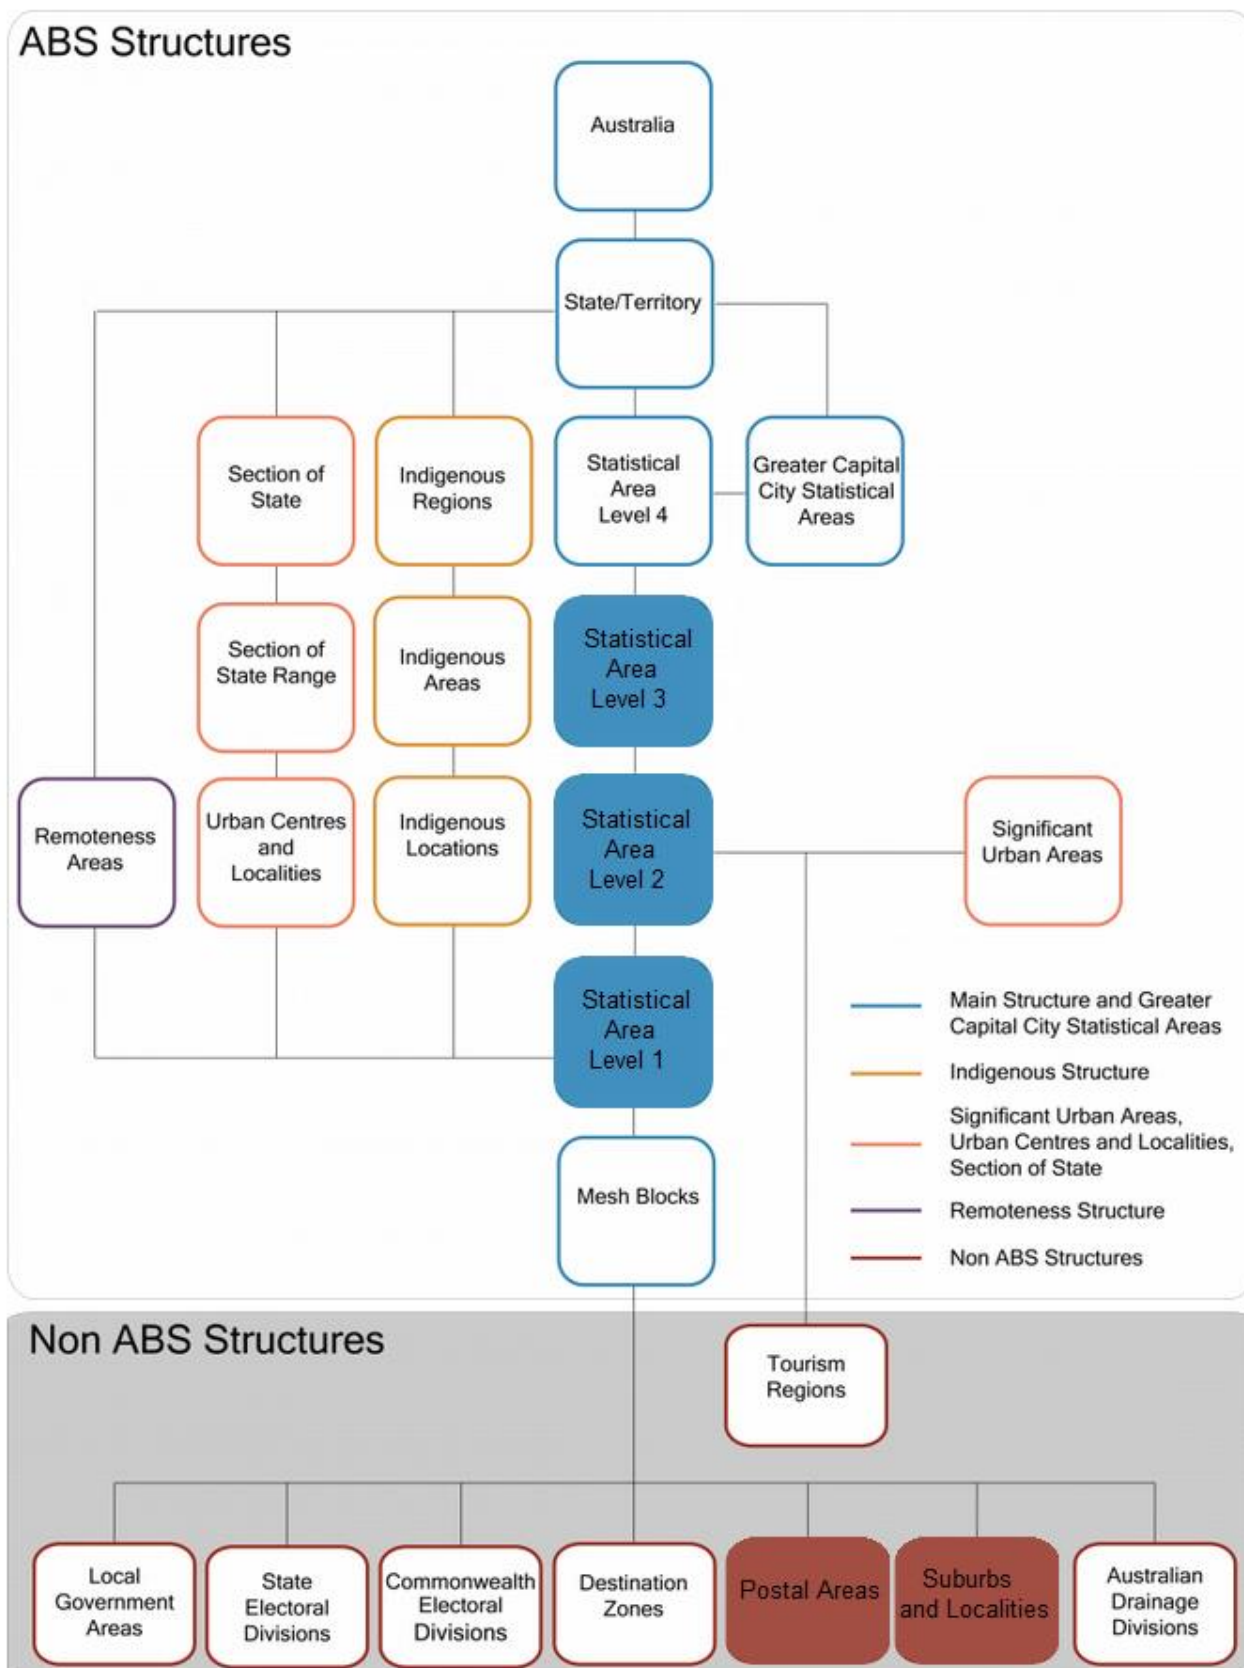 ABS Structures
Australia
State/Territory
Section of
State
Indigenous
Regions
Statistical
Area
Level 4
Greater Capital
City Statistical
Areas
Section of
State Range
Indigenous
Areas
Statistical
Area
Level 3
Remoteness
Areas
Urban Centres
and
Localities
Indigenous
Locations
Statistical
Area
Level 2
Significant
Urban Areas
Statistical
Area
Level 1
Mesh Blocks
Main Structure and Greater
Capital City Statistical Areas
Indigenous Structure
Significant Urban Areas,
Urban Centres and Localities,
Section of State
Remoteness Structure
Non ABS Structures
Non ABS Structures
Tourism
Regions
Local
Government
Areas
State
Electoral
Divisions
Commonwealth
Electoral
Divisions
Destination
Zones
Postal Areas
Suburbs
and Localities
Australian
Drainage
Divisions